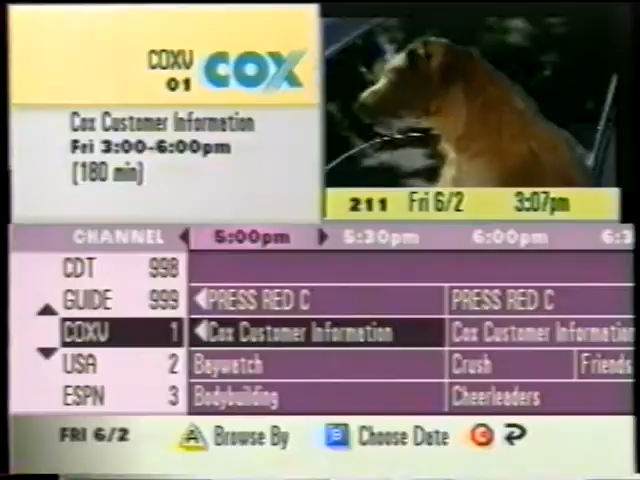 COXV
01
COX
Cox Customer Information
Fri 3:00-6:00pm
(180 min)
211 Fri 6/2 3:07pm
CHANNEL 5:00pm 5:30pm 6:00pm 6:3
CDT 998
GUIDE 999 PRESS RED C PRESS RED C
COXV 1 Cox Customer Information Cox Customer Information
USA 2 Baywatch Crush Friends
ESPN 3 Bodybuilding Cheerleaders
FRI 6/2 A Browse By B Choose Date C